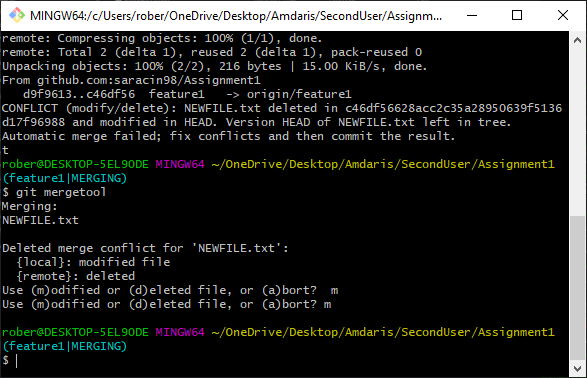 MINGW64:/c/Users/rober/OneDrive/Desktop/Amdaris/SecondUser/Assignm...
remote: Compressing objects: 100% (1/1), done.
remote: Total 2 (delta 1), reused 2 (delta 1), pack-reused 0
Unpacking objects: 100% (2/2), 216 bytes | 15.00 KiB/s, done.
From github.com:saracin98/Assignment1
   d9f9613..c46df56  feature1   -> origin/feature1
CONFLICT (modify/delete): NEWFILE.txt deleted in c46df56628acc2c35a28950639f5136
d17f96988 and modified in HEAD. Version HEAD of NEWFILE.txt left in tree.
Automatic merge failed; fix conflicts and then commit the result.
t
rober@DESKTOP-5EL9ODE MINGW64 ~/OneDrive/Desktop/Amdaris/SecondUser/Assignment1
(feature1|MERGING)
$ git mergetool
Merging:
NEWFILE.txt

Deleted merge conflict for 'NEWFILE.txt':
  {local}: modified file
  {remote}: deleted
Use (m)odified or (d)eleted file, or (a)bort?  m
Use (m)odified or (d)eleted file, or (a)bort? m

rober@DESKTOP-5EL9ODE MINGW64 ~/OneDrive/Desktop/Amdaris/SecondUser/Assignment1
(feature1|MERGING)
$